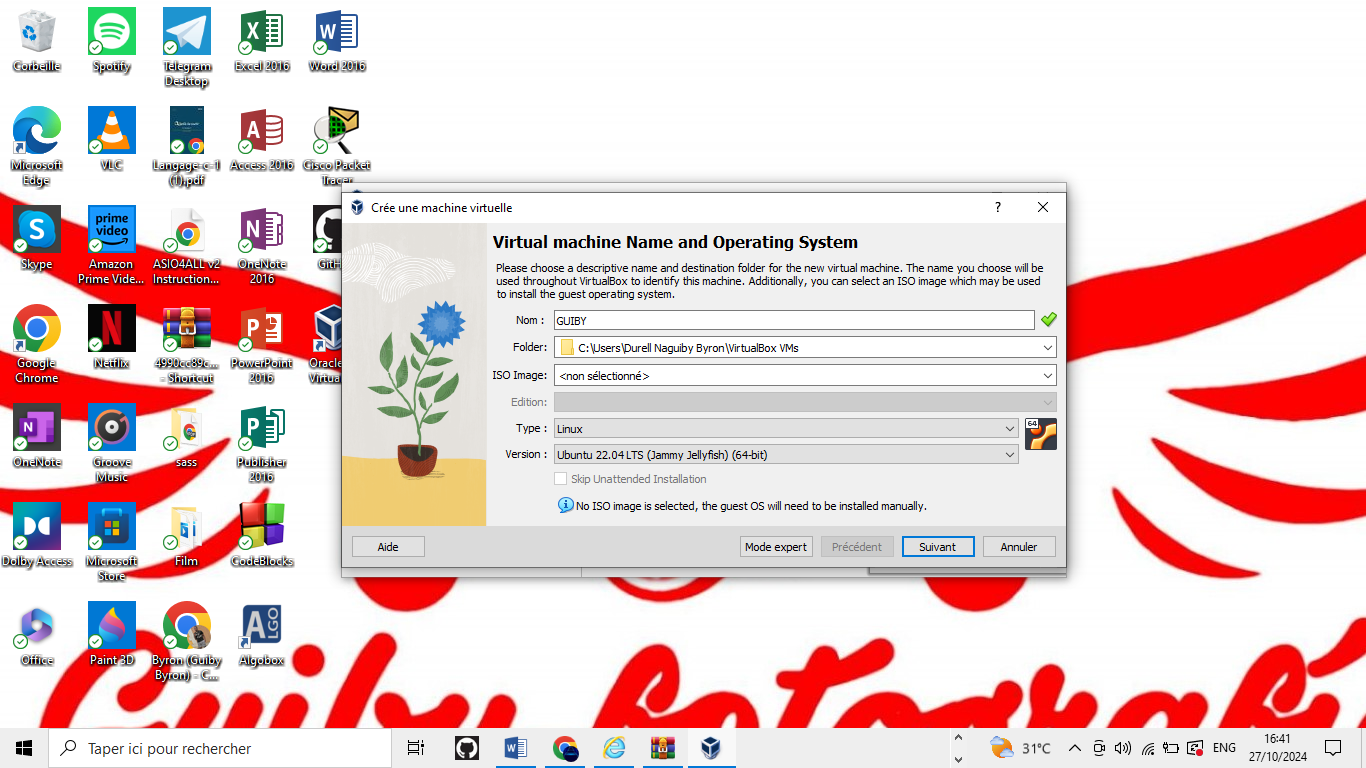 Corbeille
Spotify
Telegram
Desktop
Excel 2016
Word 2016
Microsoft
Edge
VLC
Langage-c-1
(1).pdf
Access 2016
Cisco Packet
Tracer
Skype
prime
video
Amazon
Prime Vide...
ASIO4ALL v2
Instruction...
OneNote
2016
GitH
Google
Chrome
Netflix
4990cc89c...
- Shortcut
PowerPoint
2016
Oracle
Virtual
OneNote
Groove
Music
sass
Publisher
2016
Dolby Access
Microsoft
Store
Film
CodeBlocks
Office
Paint 3D
Byron (Guiby
Byron) - C...
ALGO
Algobox
Crée une machine virtuelle
?
Virtual machine Name and Operating System
Please choose a descriptive name and destination folder for the new virtual machine. The name you choose will be
used throughout VirtualBox to identify this machine. Additionally, you can select an ISO image which may be used
to install the guest operating system.
Nom : GUIBY
Folder: C:\Users\Durell Naguiby Byron\VirtualBox VMs
ISO Image: <non sélectionné>
Edition:
Type : Linux
64
Version : Ubuntu 22.04 LTS (Jammy Jellyfish) (64-bit)
Skip Unattended Installation
No ISO image is selected, the guest OS will need to be installed manually.
Aide
Mode expert
Précédent
Suivant
Annuler
Guiby
Taper ici pour rechercher
31°C
ENG
16:41
27/10/2024